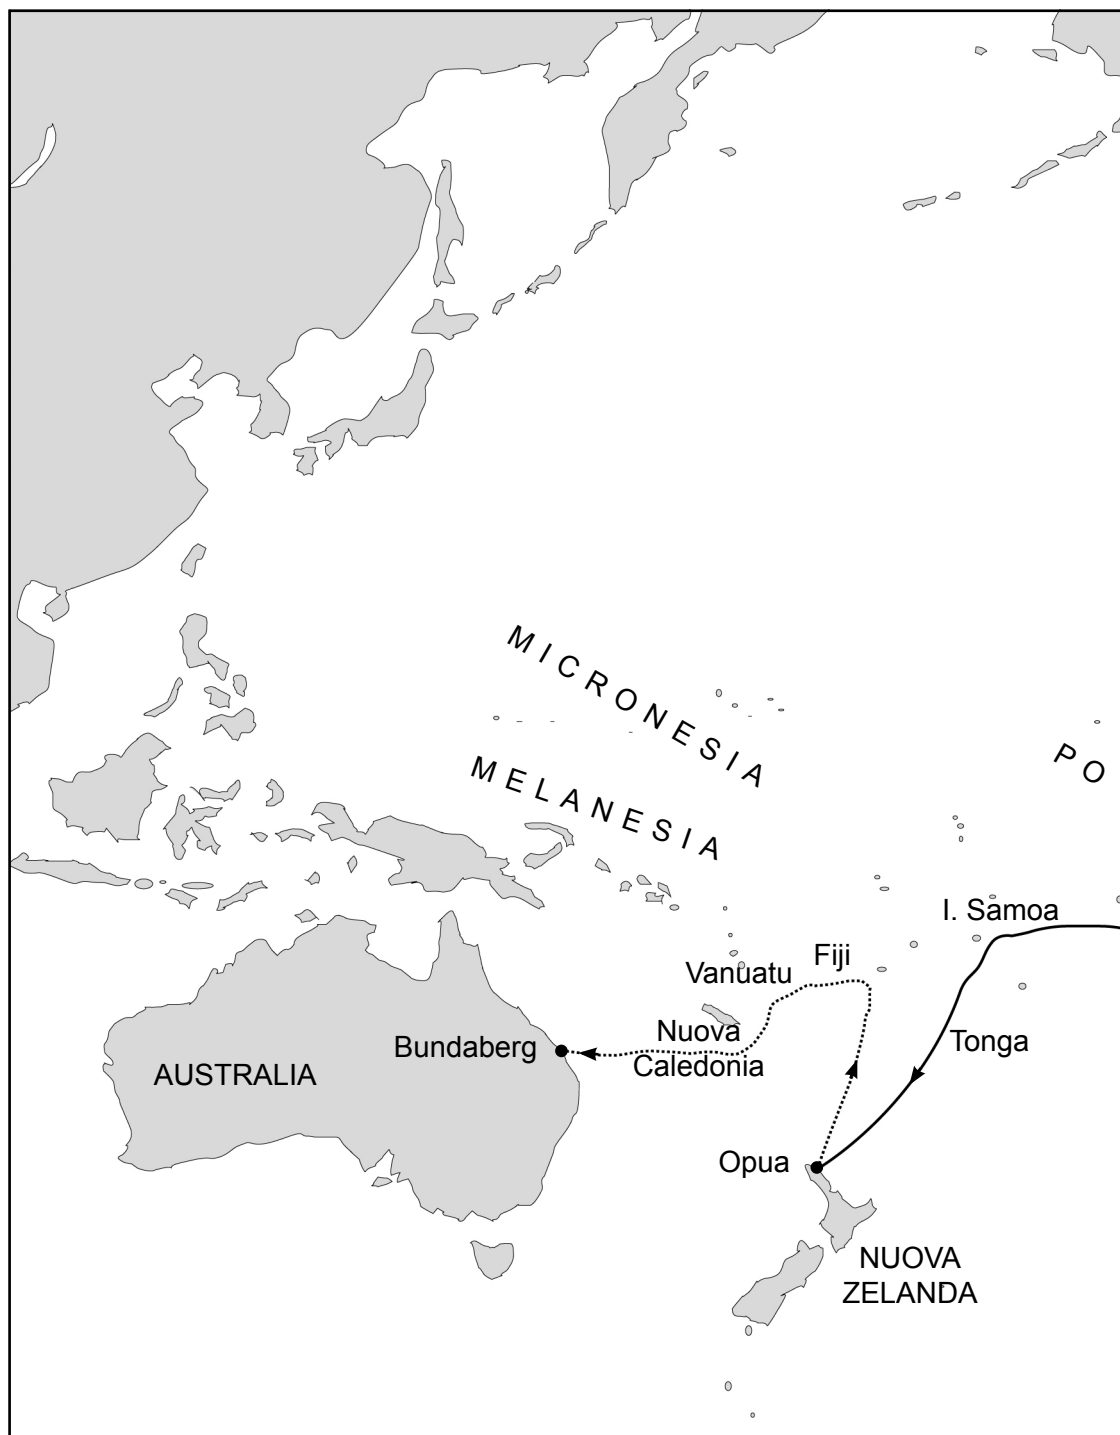 MICRONESIA
PO
MELANESIA
I. Samoa
Fiji
Vanuatu
Nuova
Caledonia
Tonga
Bundaberg
AUSTRALIA
Opua
NUOVA
ZELANDA